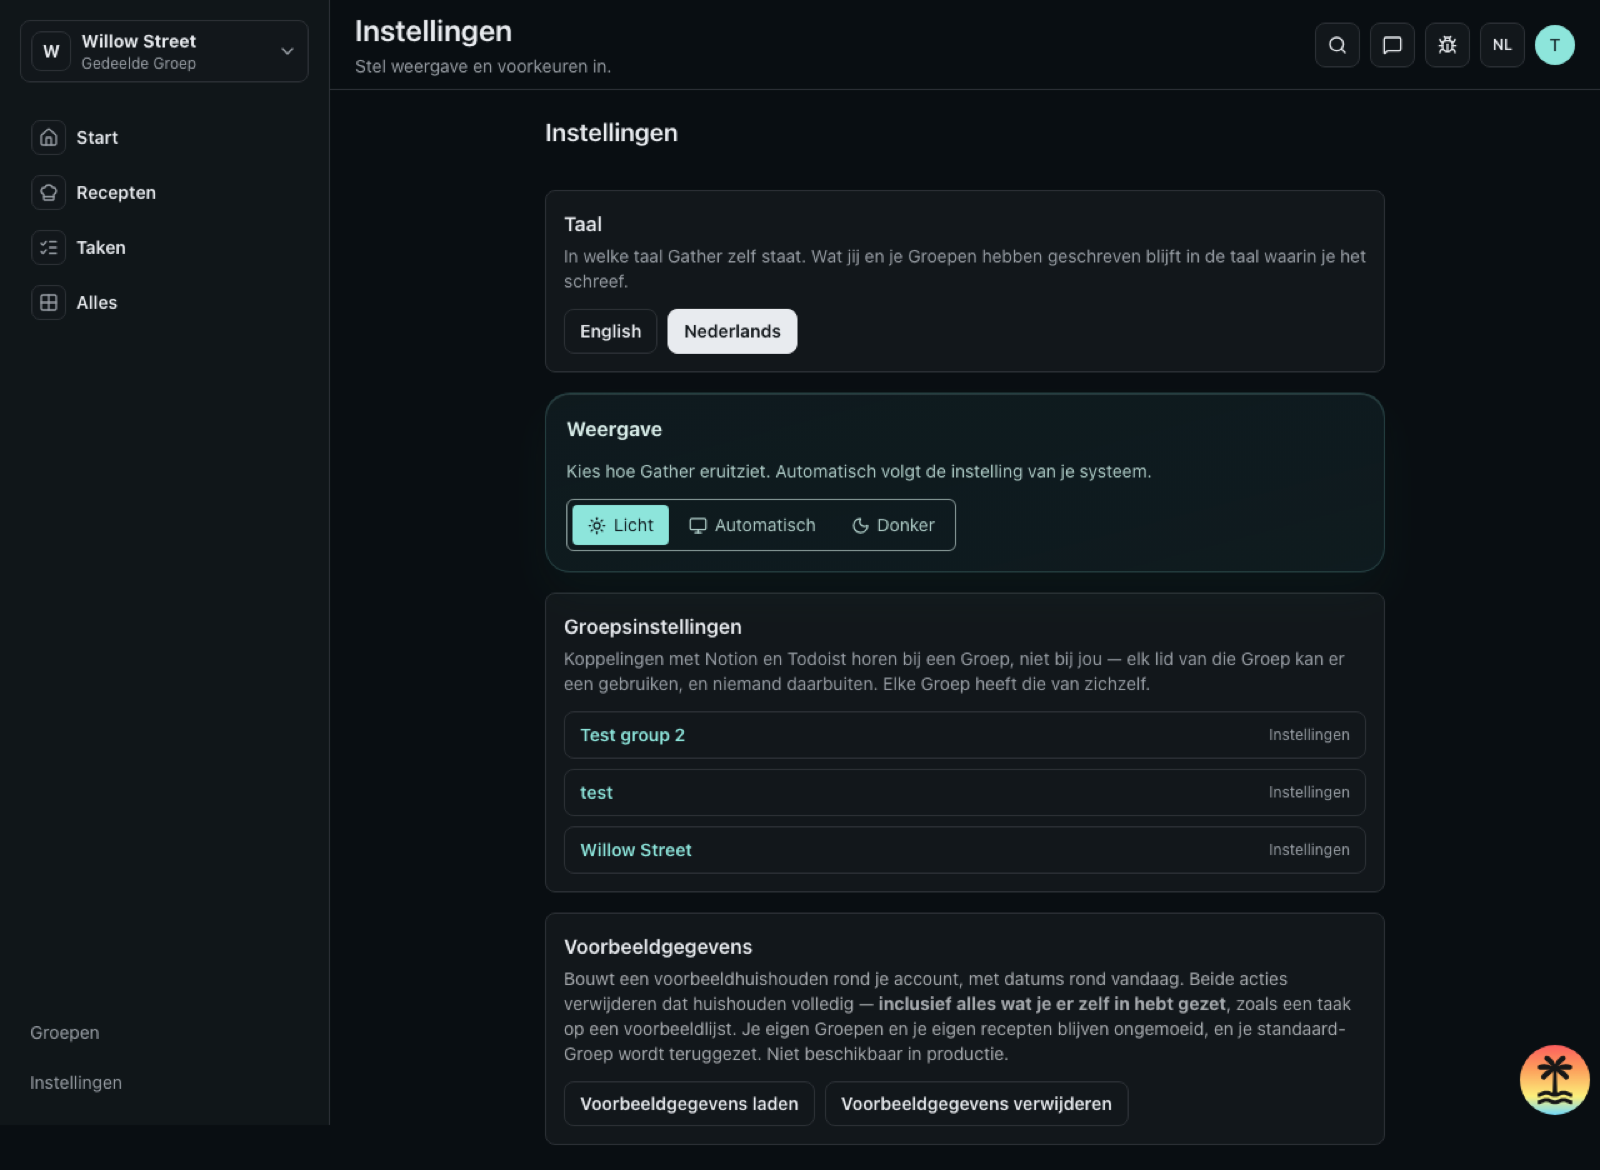 W
Willow Street
Gedeelde Groep
Start
Recepten
Taken
Alles
Groepen
Instellingen
Instellingen
Stel weergave en voorkeuren in.
NL
T
Instellingen
Taal
In welke taal Gather zelf staat. Wat jij en je Groepen hebben geschreven blijft in de taal waarin je het
schreef.
English
Nederlands
Weergave
Kies hoe Gather eruitziet. Automatisch volgt de instelling van je systeem.
Licht
Automatisch
Donker
Groepsinstellingen
Koppelingen met Notion en Todoist horen bij een Groep, niet bij jou — elk lid van die Groep kan er
een gebruiken, en niemand daarbuiten. Elke Groep heeft die van zichzelf.
Test group 2
Instellingen
test
Instellingen
Willow Street
Instellingen
Voorbeeldgegevens
Bouwt een voorbeeldhuishouden rond je account, met datums rond vandaag. Beide acties
verwijderen dat huishouden volledig — inclusief alles wat je er zelf in hebt gezet, zoals een taak
op een voorbeeldlijst. Je eigen Groepen en je eigen recepten blijven ongemoeid, en je standaard-
Groep wordt teruggezet. Niet beschikbaar in productie.
Voorbeeldgegevens laden
Voorbeeldgegevens verwijderen